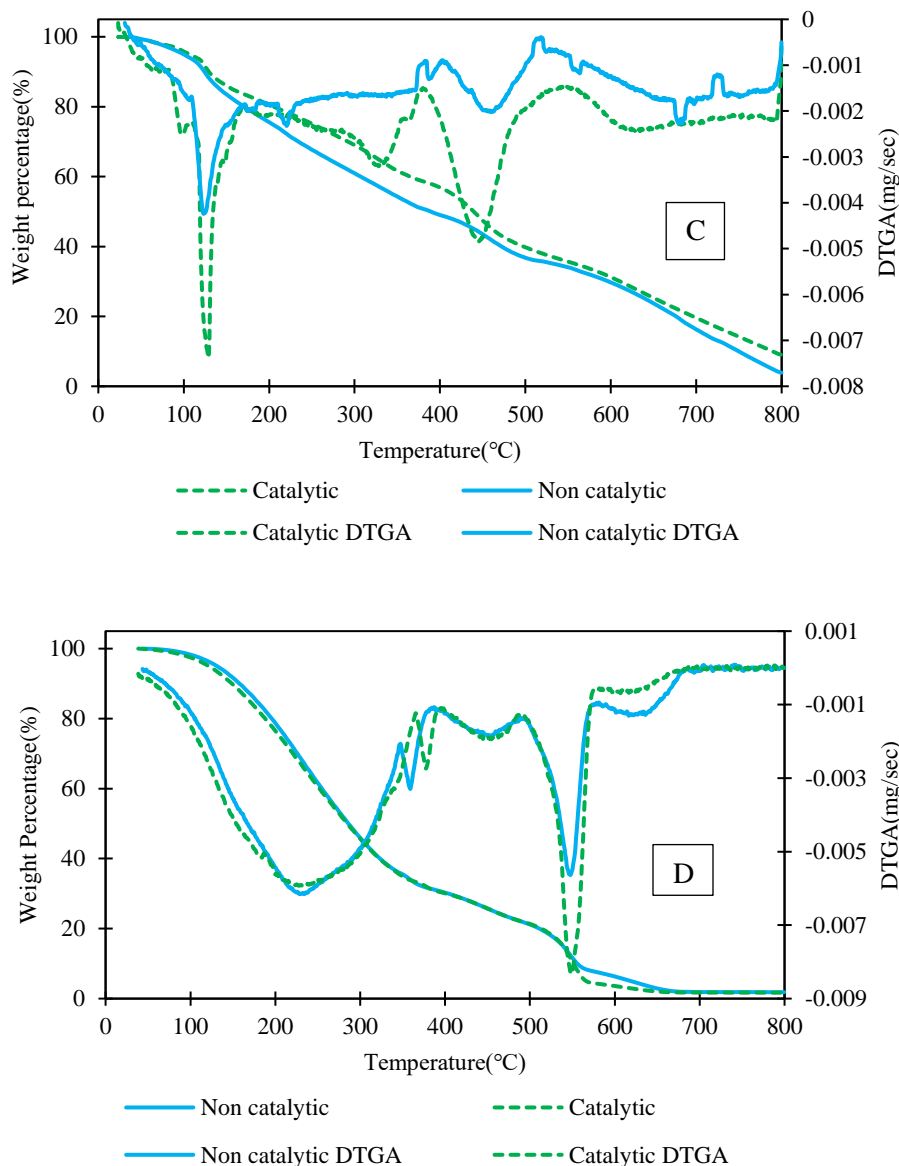 100
80
60
40
20
0
Weight percentage(%)
0
-0.001
-0.002
-0.003
-0.004
-0.005
-0.006
-0.007
-0.008
DTGA(mg/sec)
C
0 100 200 300 400 500 600 700 800
Temperature(°C)
Catalytic Non catalytic
Catalytic DTGA Non catalytic DTGA
100
80
60
40
20
0
Weight Percentage(%)
0.001
-0.001
-0.003
-0.005
-0.007
-0.009
DTGA(mg/sec)
D
0 100 200 300 400 500 600 700 800
Temperature(°C)
Non catalytic Catalytic
Non catalytic DTGA Catalytic DTGA